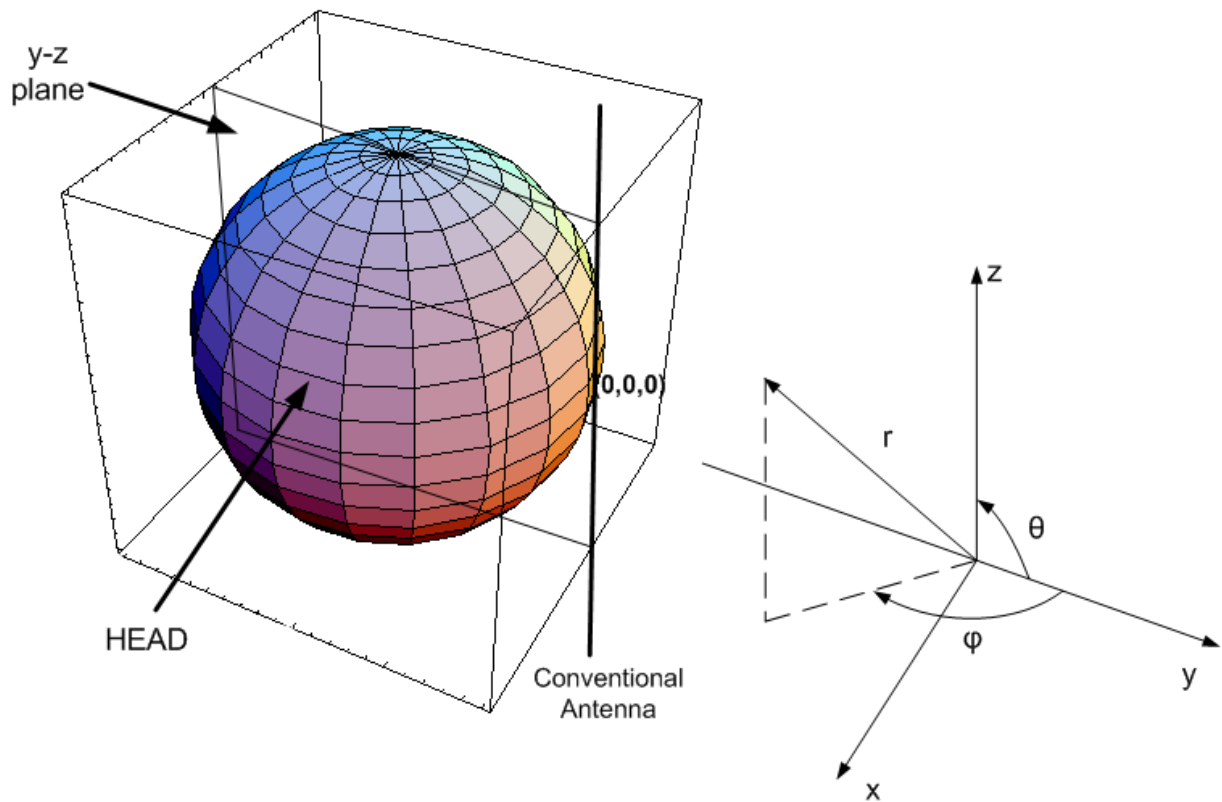 y-z
plane
(0,0,0)
HEAD
Conventional
Antenna
z
r
θ
φ
y
x